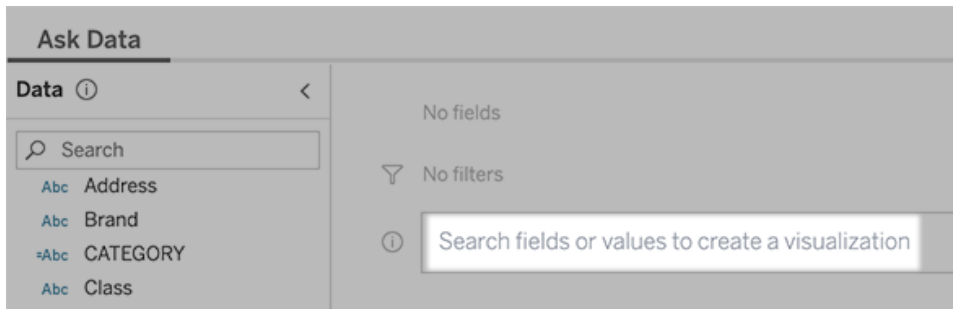 Ask Data
Data
Search
Abc Address
Abc Brand
=Abc CATEGORY
Abc Class
No fields
No filters
Search fields or values to create a visualization